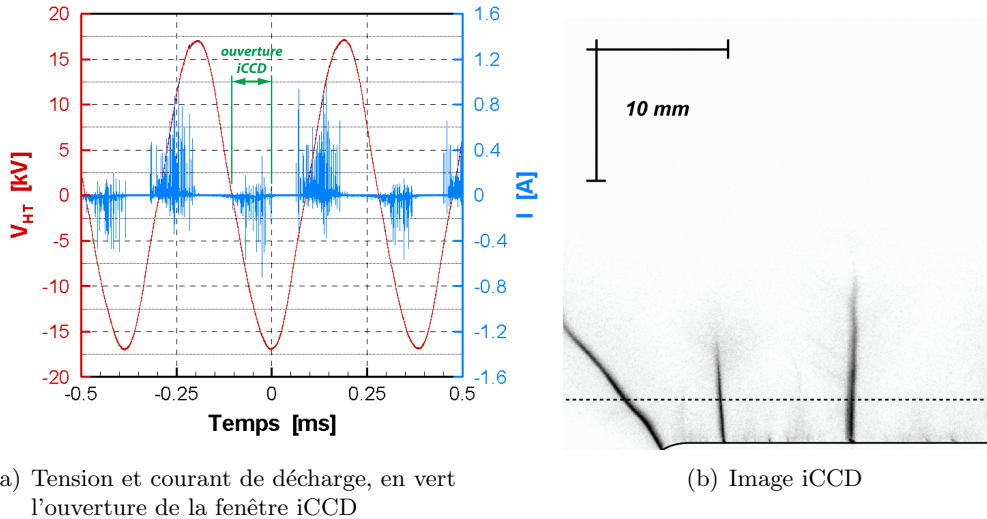 20
15
10
5
0
-5
-10
-15
-20
V_HT [kV]
1.6
1.2
0.8
0.4
0
-0.4
-0.8
-1.2
-1.6
I [A]
ouverture
iCCD
-0.5
-0.25
0
0.25
0.5
Temps [ms]
10 mm
a) Tension et courant de décharge, en vert
l'ouverture de la fenêtre iCCD
(b) Image iCCD